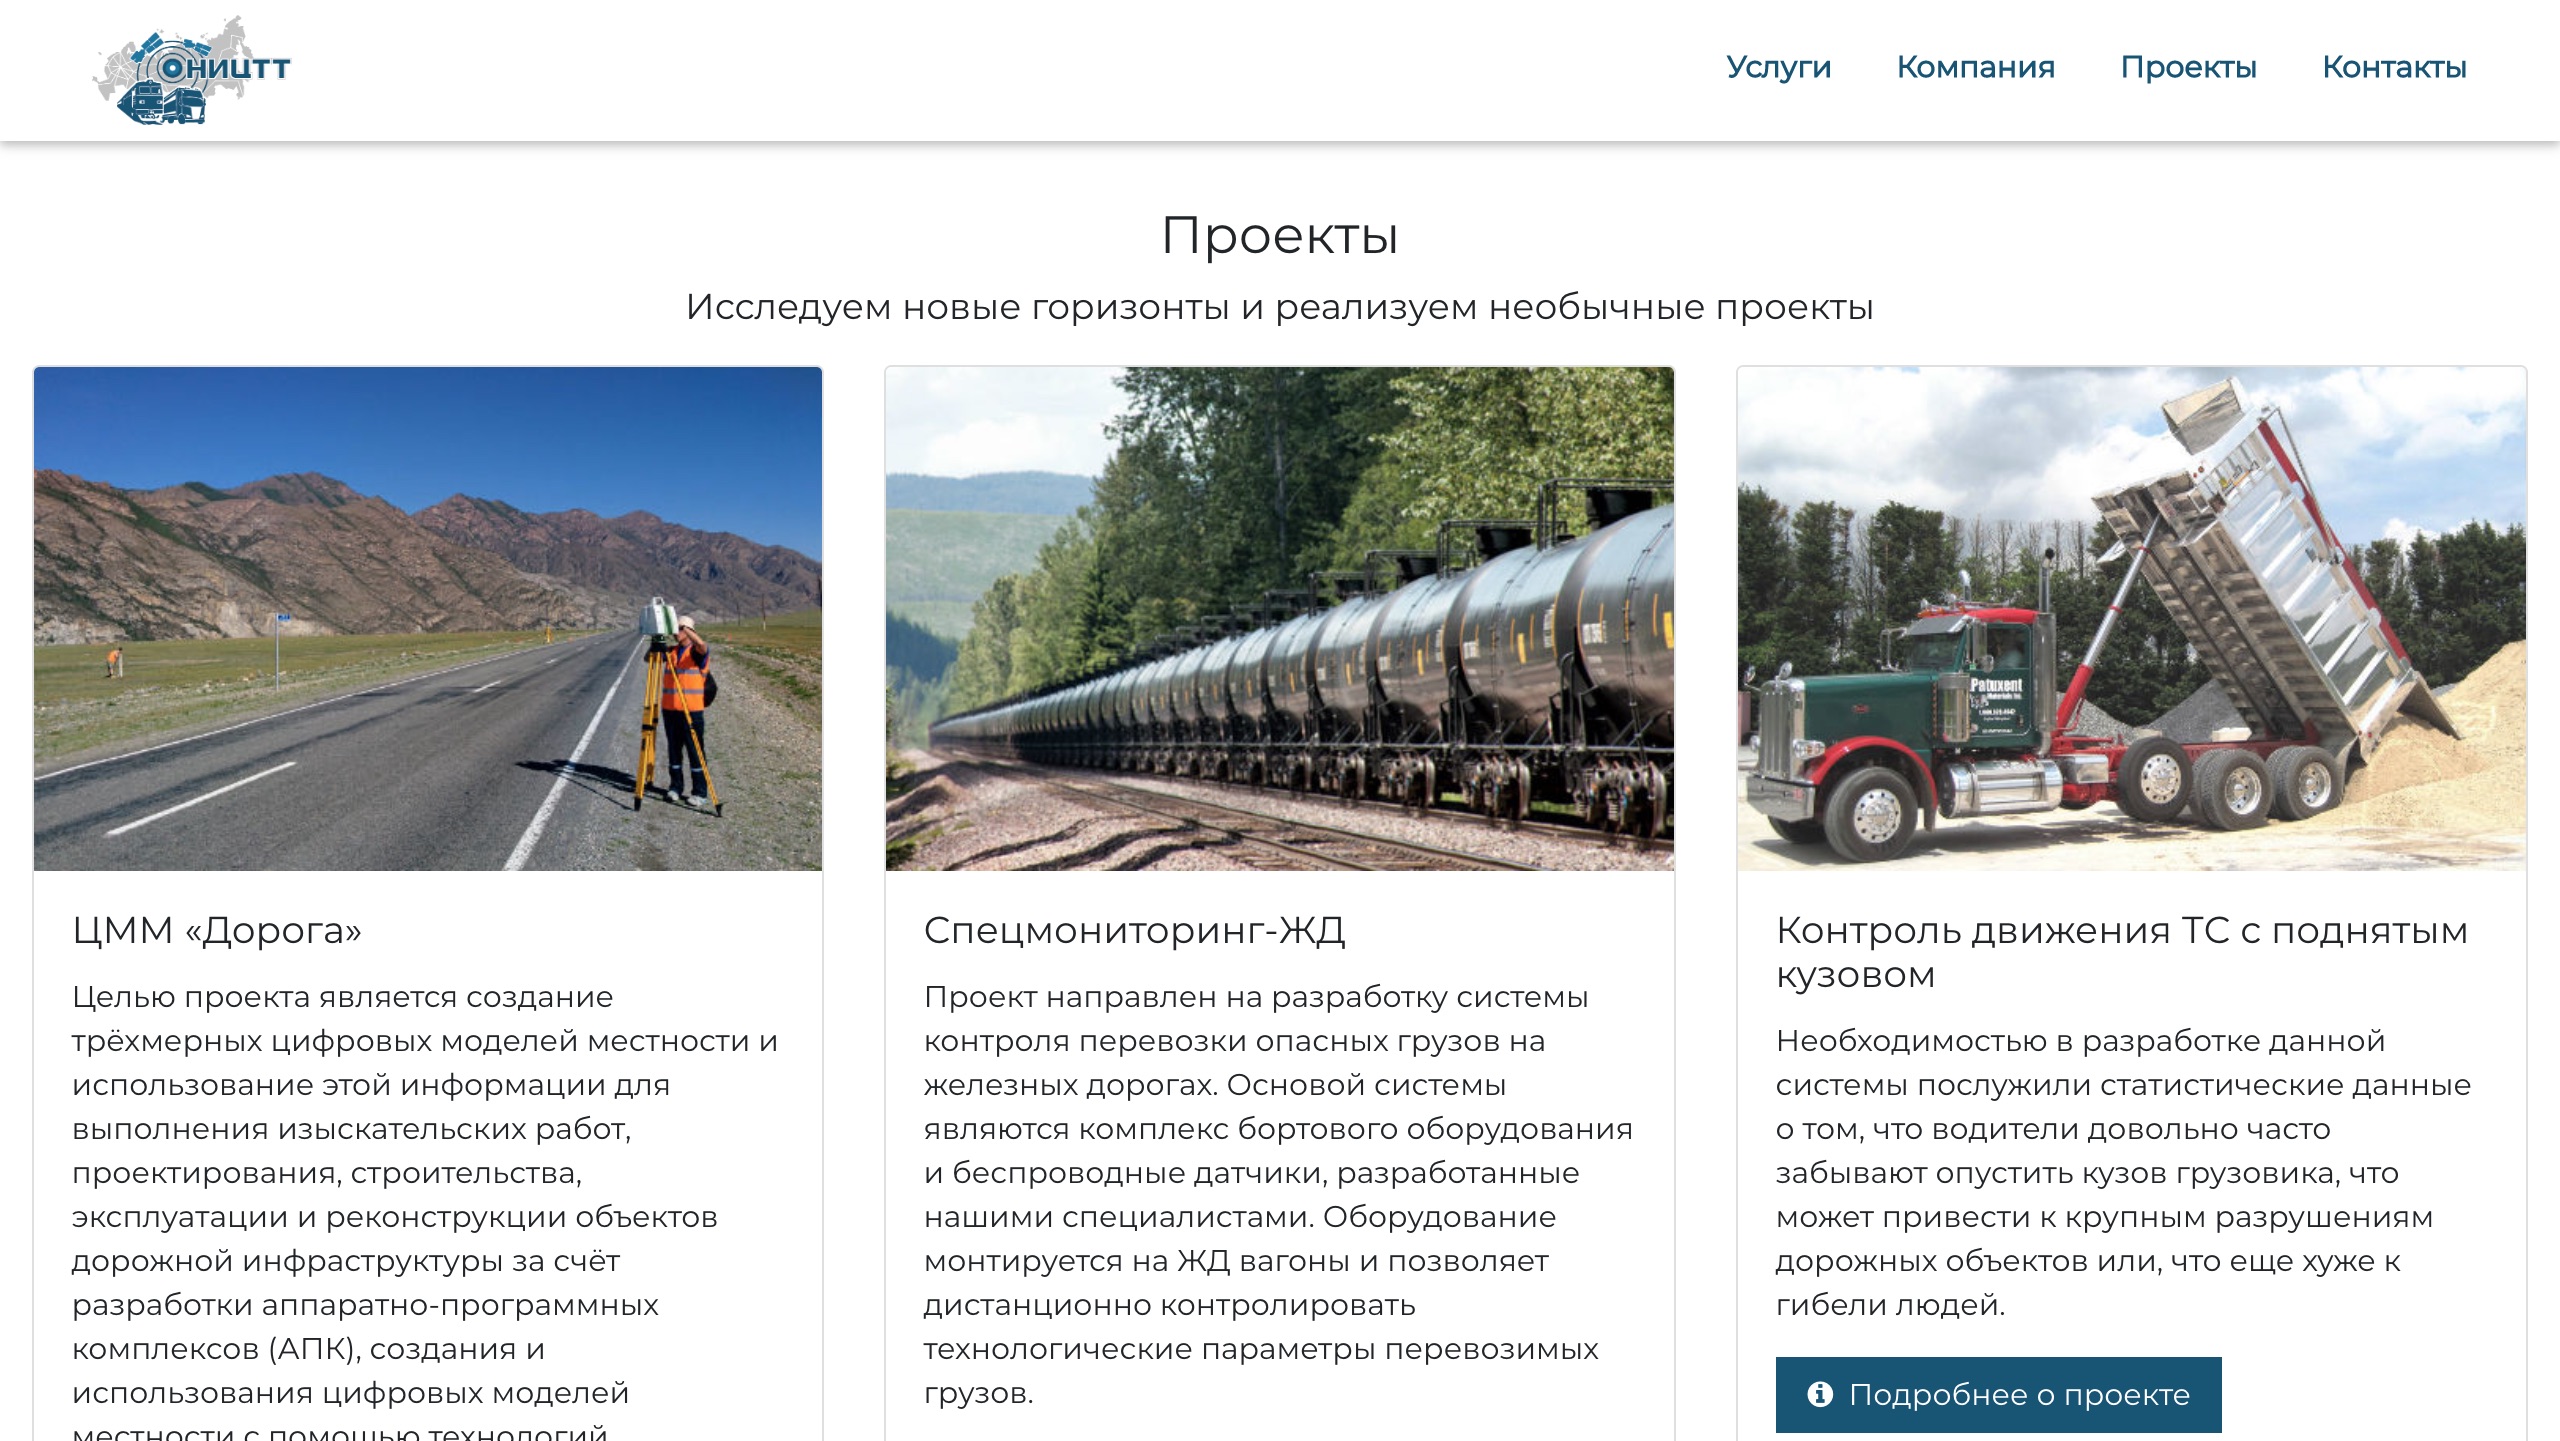 ОНИЦТТ
Услуги
Компания
Проекты
Контакты
Проекты
Исследуем новые горизонты и реализуем необычные проекты
Patuxent
ЦММ «Дорога»
Целью проекта является создание
трёхмерных цифровых моделей местности и
использование этой информации для
выполнения изыскательских работ,
проектирования, строительства,
эксплуатации и реконструкции объектов
дорожной инфраструктуры за счёт
разработки аппаратно-программных
комплексов (АПК), создания и
использования цифровых моделей
местности с помощью технологий
Спецмониторинг-ЖД
Проект направлен на разработку системы
контроля перевозки опасных грузов на
железных дорогах. Основой системы
являются комплекс бортового оборудования
и беспроводные датчики, разработанные
нашими специалистами. Оборудование
монтируется на ЖД вагоны и позволяет
дистанционно контролировать
технологические параметры перевозимых
грузов.
Контроль движения ТС с поднятым
кузовом
Необходимостью в разработке данной
системы послужили статистические данные
о том, что водители довольно часто
забывают опустить кузов грузовика, что
может привести к крупным разрушениям
дорожных объектов или, что еще хуже к
гибели людей.
Подробнее о проекте